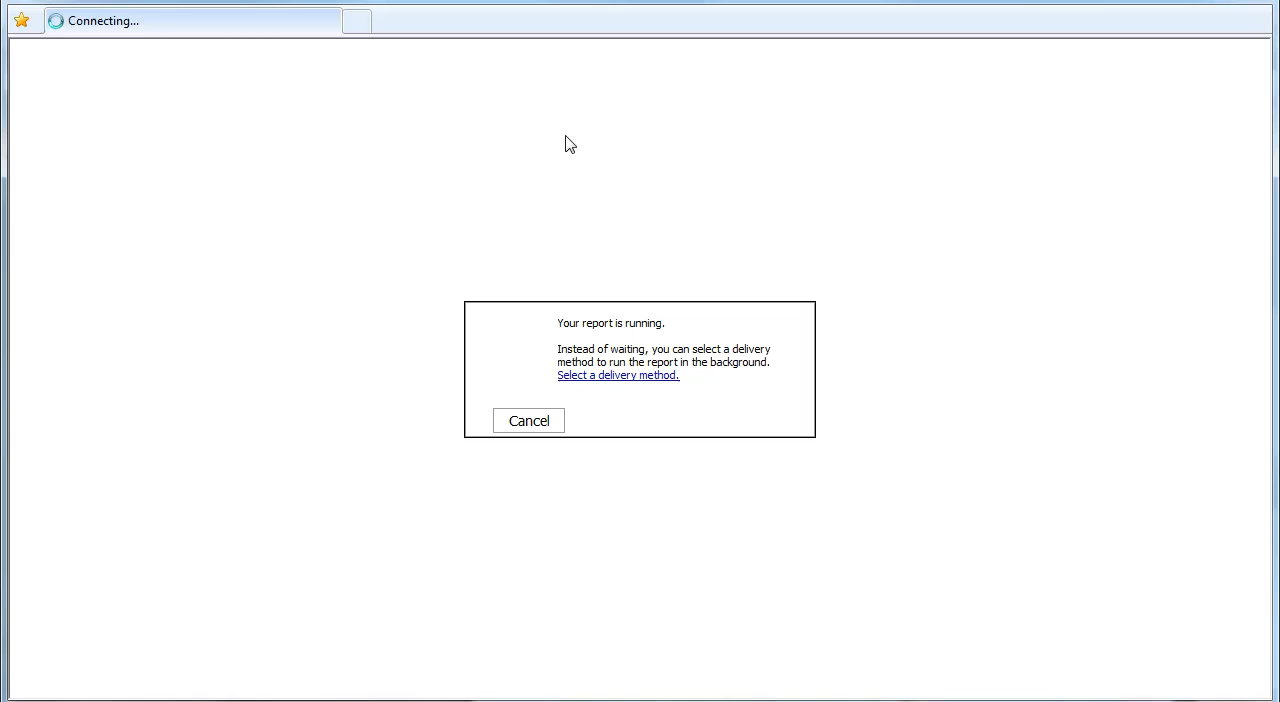 Connecting...
Your report is running.
Instead of waiting, you can select a delivery
method to run the report in the background.
Select a delivery method.
Cancel